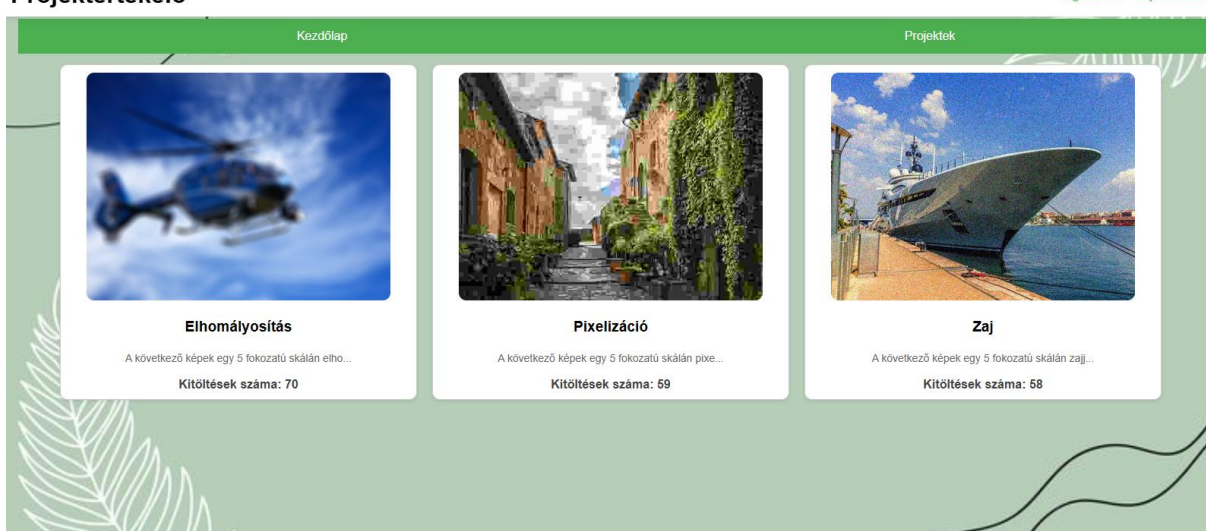 Projektértékelő
Kezdőlap
Projektek
Elhomályosítás
A következő képek egy 5 fokozatú skálán elho...
Kitöltések száma: 70
Pixelizáció
A következő képek egy 5 fokozatú skálán pixe...
Kitöltések száma: 59
Zaj
A következő képek egy 5 fokozatú skálán zajj...
Kitöltések száma: 58